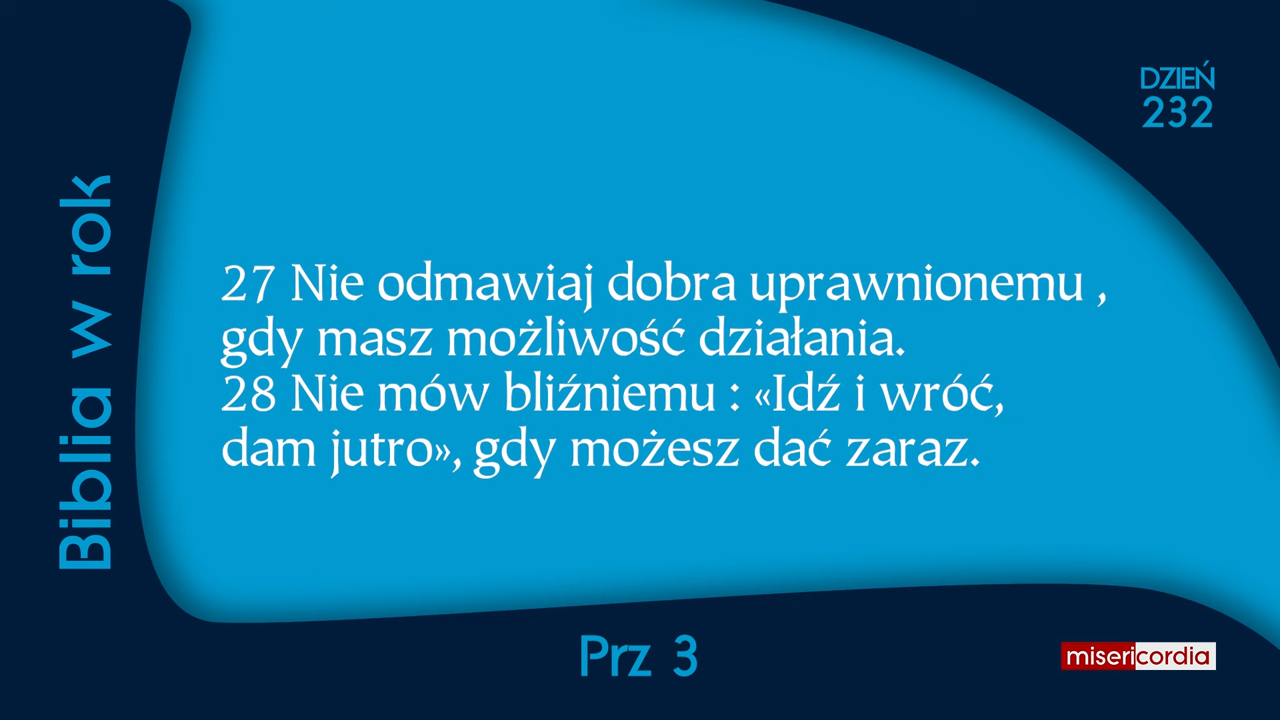 DZIEŃ
232
Biblia w rok
27 Nie odmawiaj dobra uprawnionemu ,
gdy masz możliwość działania.
28 Nie mów bliźniemu : «Idź i wróć,
dam jutro», gdy możesz dać zaraz.
Prz 3
misericordia